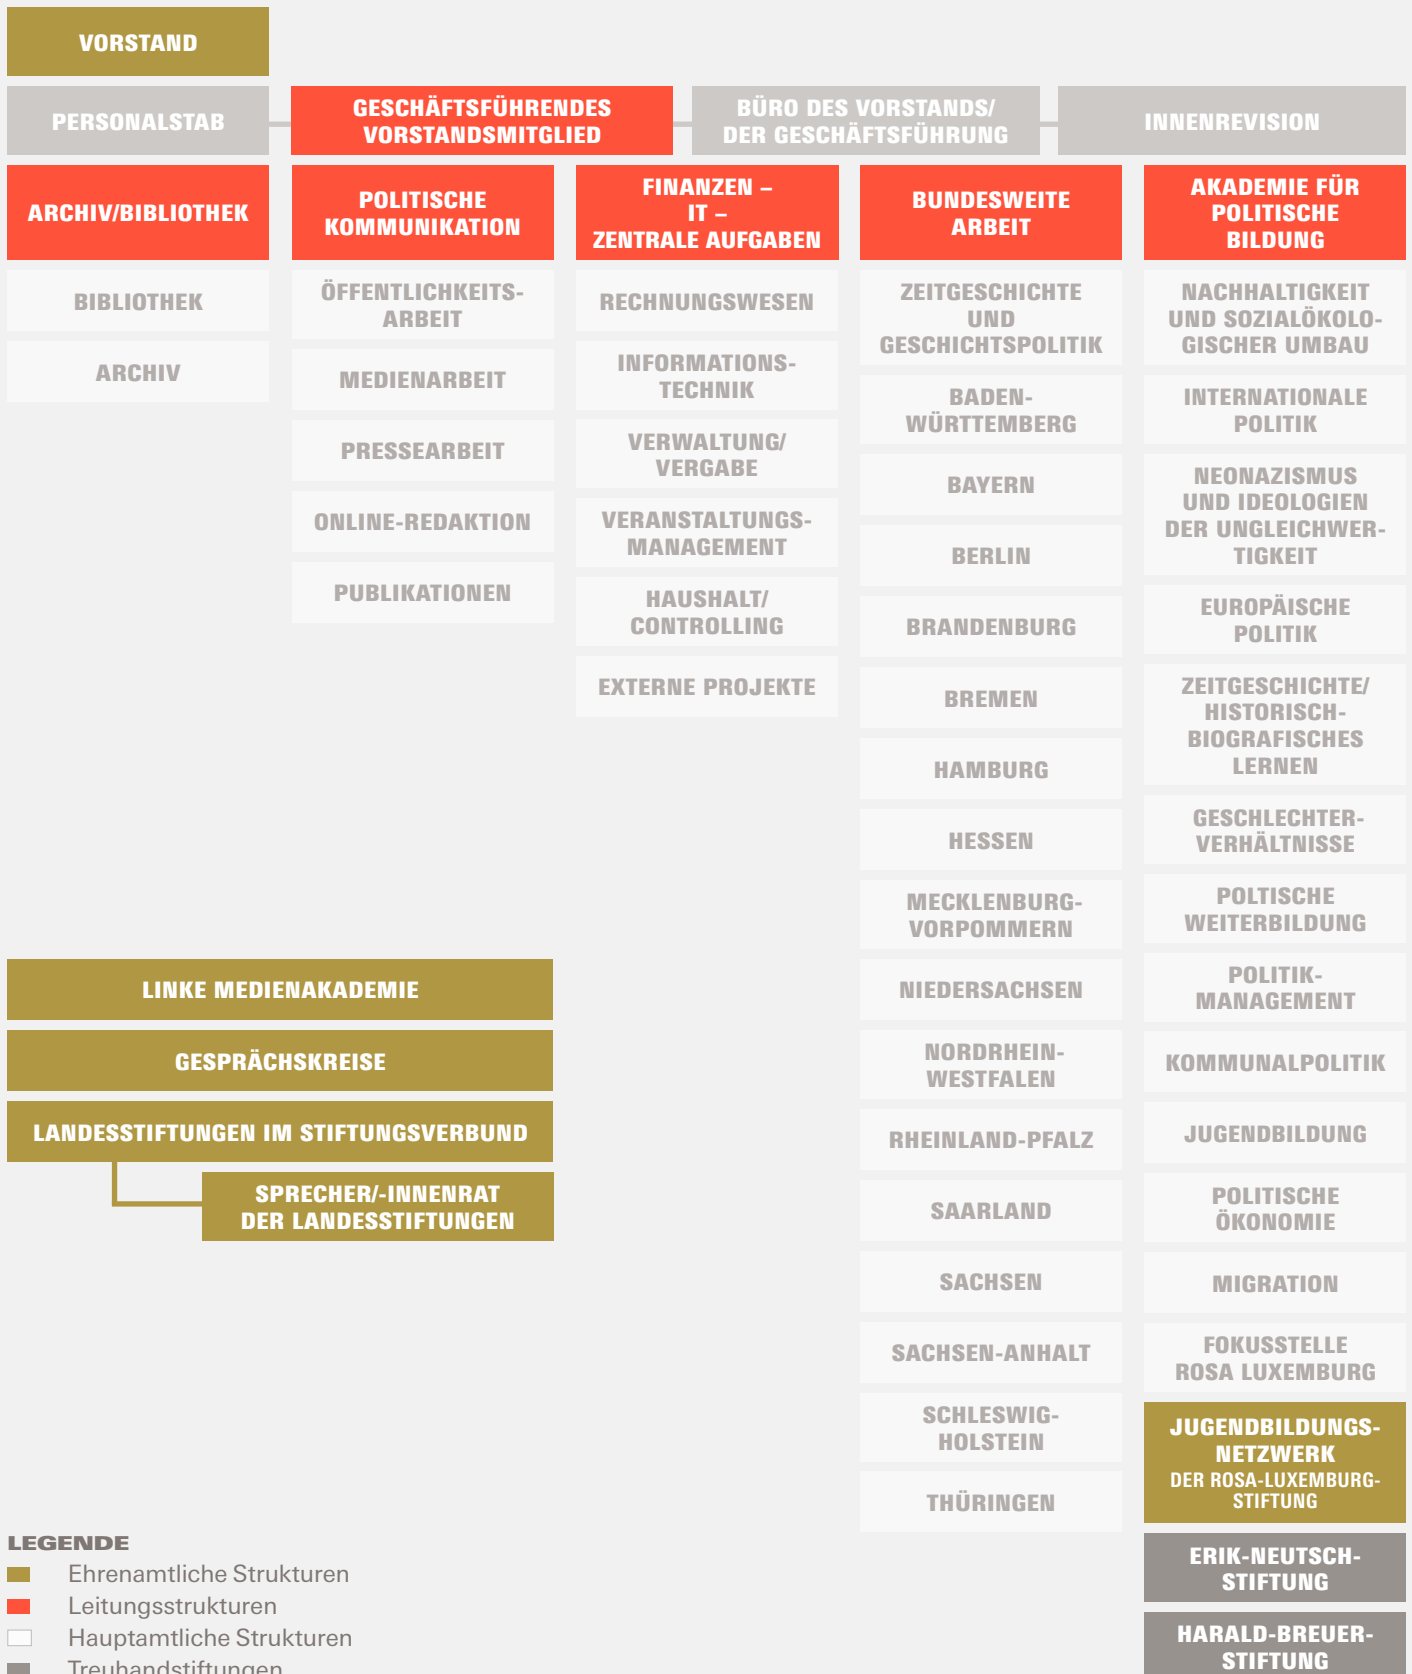 VORSTAND
PERSONALSTAB
GESCHÄFTSFÜHRENDES
VORSTANDSMITGLIED
BÜRO DES VORSTANDS/
DER GESCHÄFTSFÜHRUNG
INNENREVISION
ARCHIV/BIBLIOTHEK
BIBLIOTHEK
ARCHIV
POLITISCHE
KOMMUNIKATION
ÖFFENTLICHKEITS-
ARBEIT
MEDIENARBEIT
PRESSEARBEIT
ONLINE-REDAKTION
PUBLIKATIONEN
FINANZEN –
IT –
ZENTRALE AUFGABEN
RECHNUNGSWESEN
INFORMATIONS-
TECHNIK
VERWALTUNG/
VERGABE
VERANSTALTUNGS-
MANAGEMENT
HAUSHALT/
CONTROLLING
EXTERNE PROJEKTE
BUNDESWEITE
ARBEIT
ZEITGESCHICHTE
UND
GESCHICHTSPOLITIK
BADEN-
WÜRTTEMBERG
BAYERN
BERLIN
BRANDENBURG
BREMEN
HAMBURG
HESSEN
MECKLENBURG-
VORPOMMERN
NIEDERSACHSEN
NORDRHEIN-
WESTFALEN
RHEINLAND-PFALZ
SAARLAND
SACHSEN
SACHSEN-ANHALT
SCHLESWIG-
HOLSTEIN
THÜRINGEN
AKADEMIE FÜR
POLITISCHE
BILDUNG
NACHHALTIGKEIT
UND SOZIALÖKOLO-
GISCHER UMBAU
INTERNATIONALE
POLITIK
NEONAZISMUS
UND IDEOLOGIEN
DER UNGLEICHWER-
TIGKEIT
EUROPÄISCHE
POLITIK
ZEITGESCHICHTE/
HISTORISCH-
BIOGRAFISCHES
LERNEN
GESCHLECHTER-
VERHÄLTNISSE
POLTISCHE
WEITERBILDUNG
POLITIK-
MANAGEMENT
KOMMUNALPOLITIK
JUGENDBILDUNG
POLITISCHE
ÖKONOMIE
MIGRATION
FOKUSSTELLE
ROSA LUXEMBURG
JUGENDBILDUNGS-
NETZWERK
DER ROSA-LUXEMBURG-
STIFTUNG
ERIK-NEUTSCH-
STIFTUNG
HARALD-BREUER-
STIFTUNG
LINKE MEDIENAKADEMIE
GESPRÄCHSKREISE
LANDESSTIFTUNGEN IM STIFTUNGSVERBUND
SPRECHER/-INNENRAT
DER LANDESSTIFTUNGEN
LEGENDE
Ehrenamtliche Strukturen
Leitungsstrukturen
Hauptamtliche Strukturen
Treuhandstiftungen